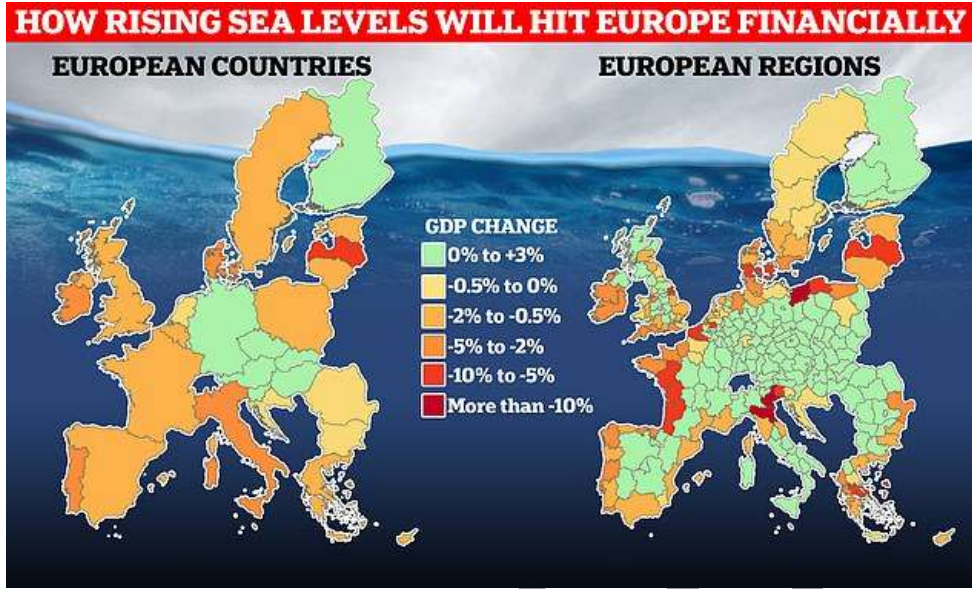 HOW RISING SEA LEVELS WILL HIT EUROPE FINANCIALLY
EUROPEAN COUNTRIES
EUROPEAN REGIONS
GDP CHANGE
0% to +3%
-0.5% to 0%
-2% to -0.5%
-5% to -2%
-10% to -5%
More than -10%